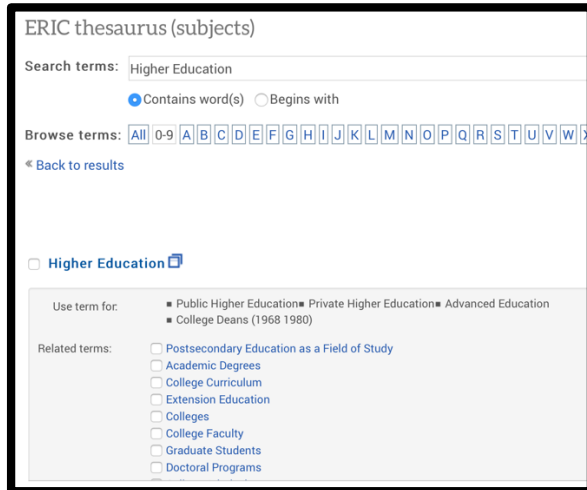 ERIC thesaurus (subjects)
Search terms: Higher Education
Contains word(s) Begins with
Browse terms: All 0-9 A B C D E F G H I J K L M N O P Q R S T U V W
Back to results
Higher Education
Use term for: ▪ Public Higher Education▪ Private Higher Education▪ Advanced Education
▪ College Deans (1968 1980)
Related terms: Postsecondary Education as a Field of Study
Academic Degrees
College Curriculum
Extension Education
Colleges
College Faculty
Graduate Students
Doctoral Programs